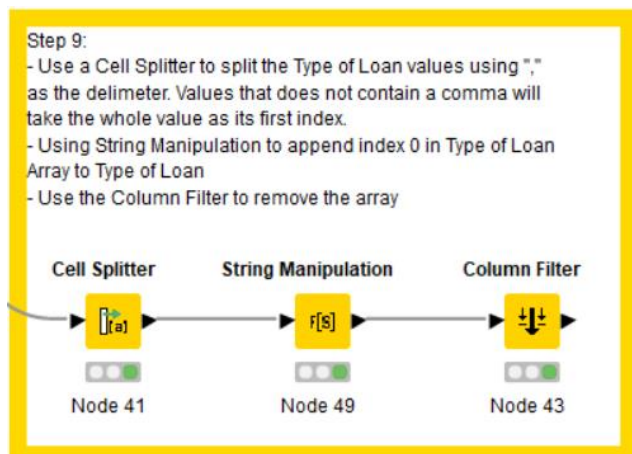 Step 9:
- Use a Cell Splitter to split the Type of Loan values using ","
as the delimeter. Values that does not contain a comma will
take the whole value as its first index.
- Using String Manipulation to append index 0 in Type of Loan
Array to Type of Loan
- Use the Column Filter to remove the array
Cell Splitter String Manipulation Column Filter
[a] F[S]
Node 41 Node 49 Node 43